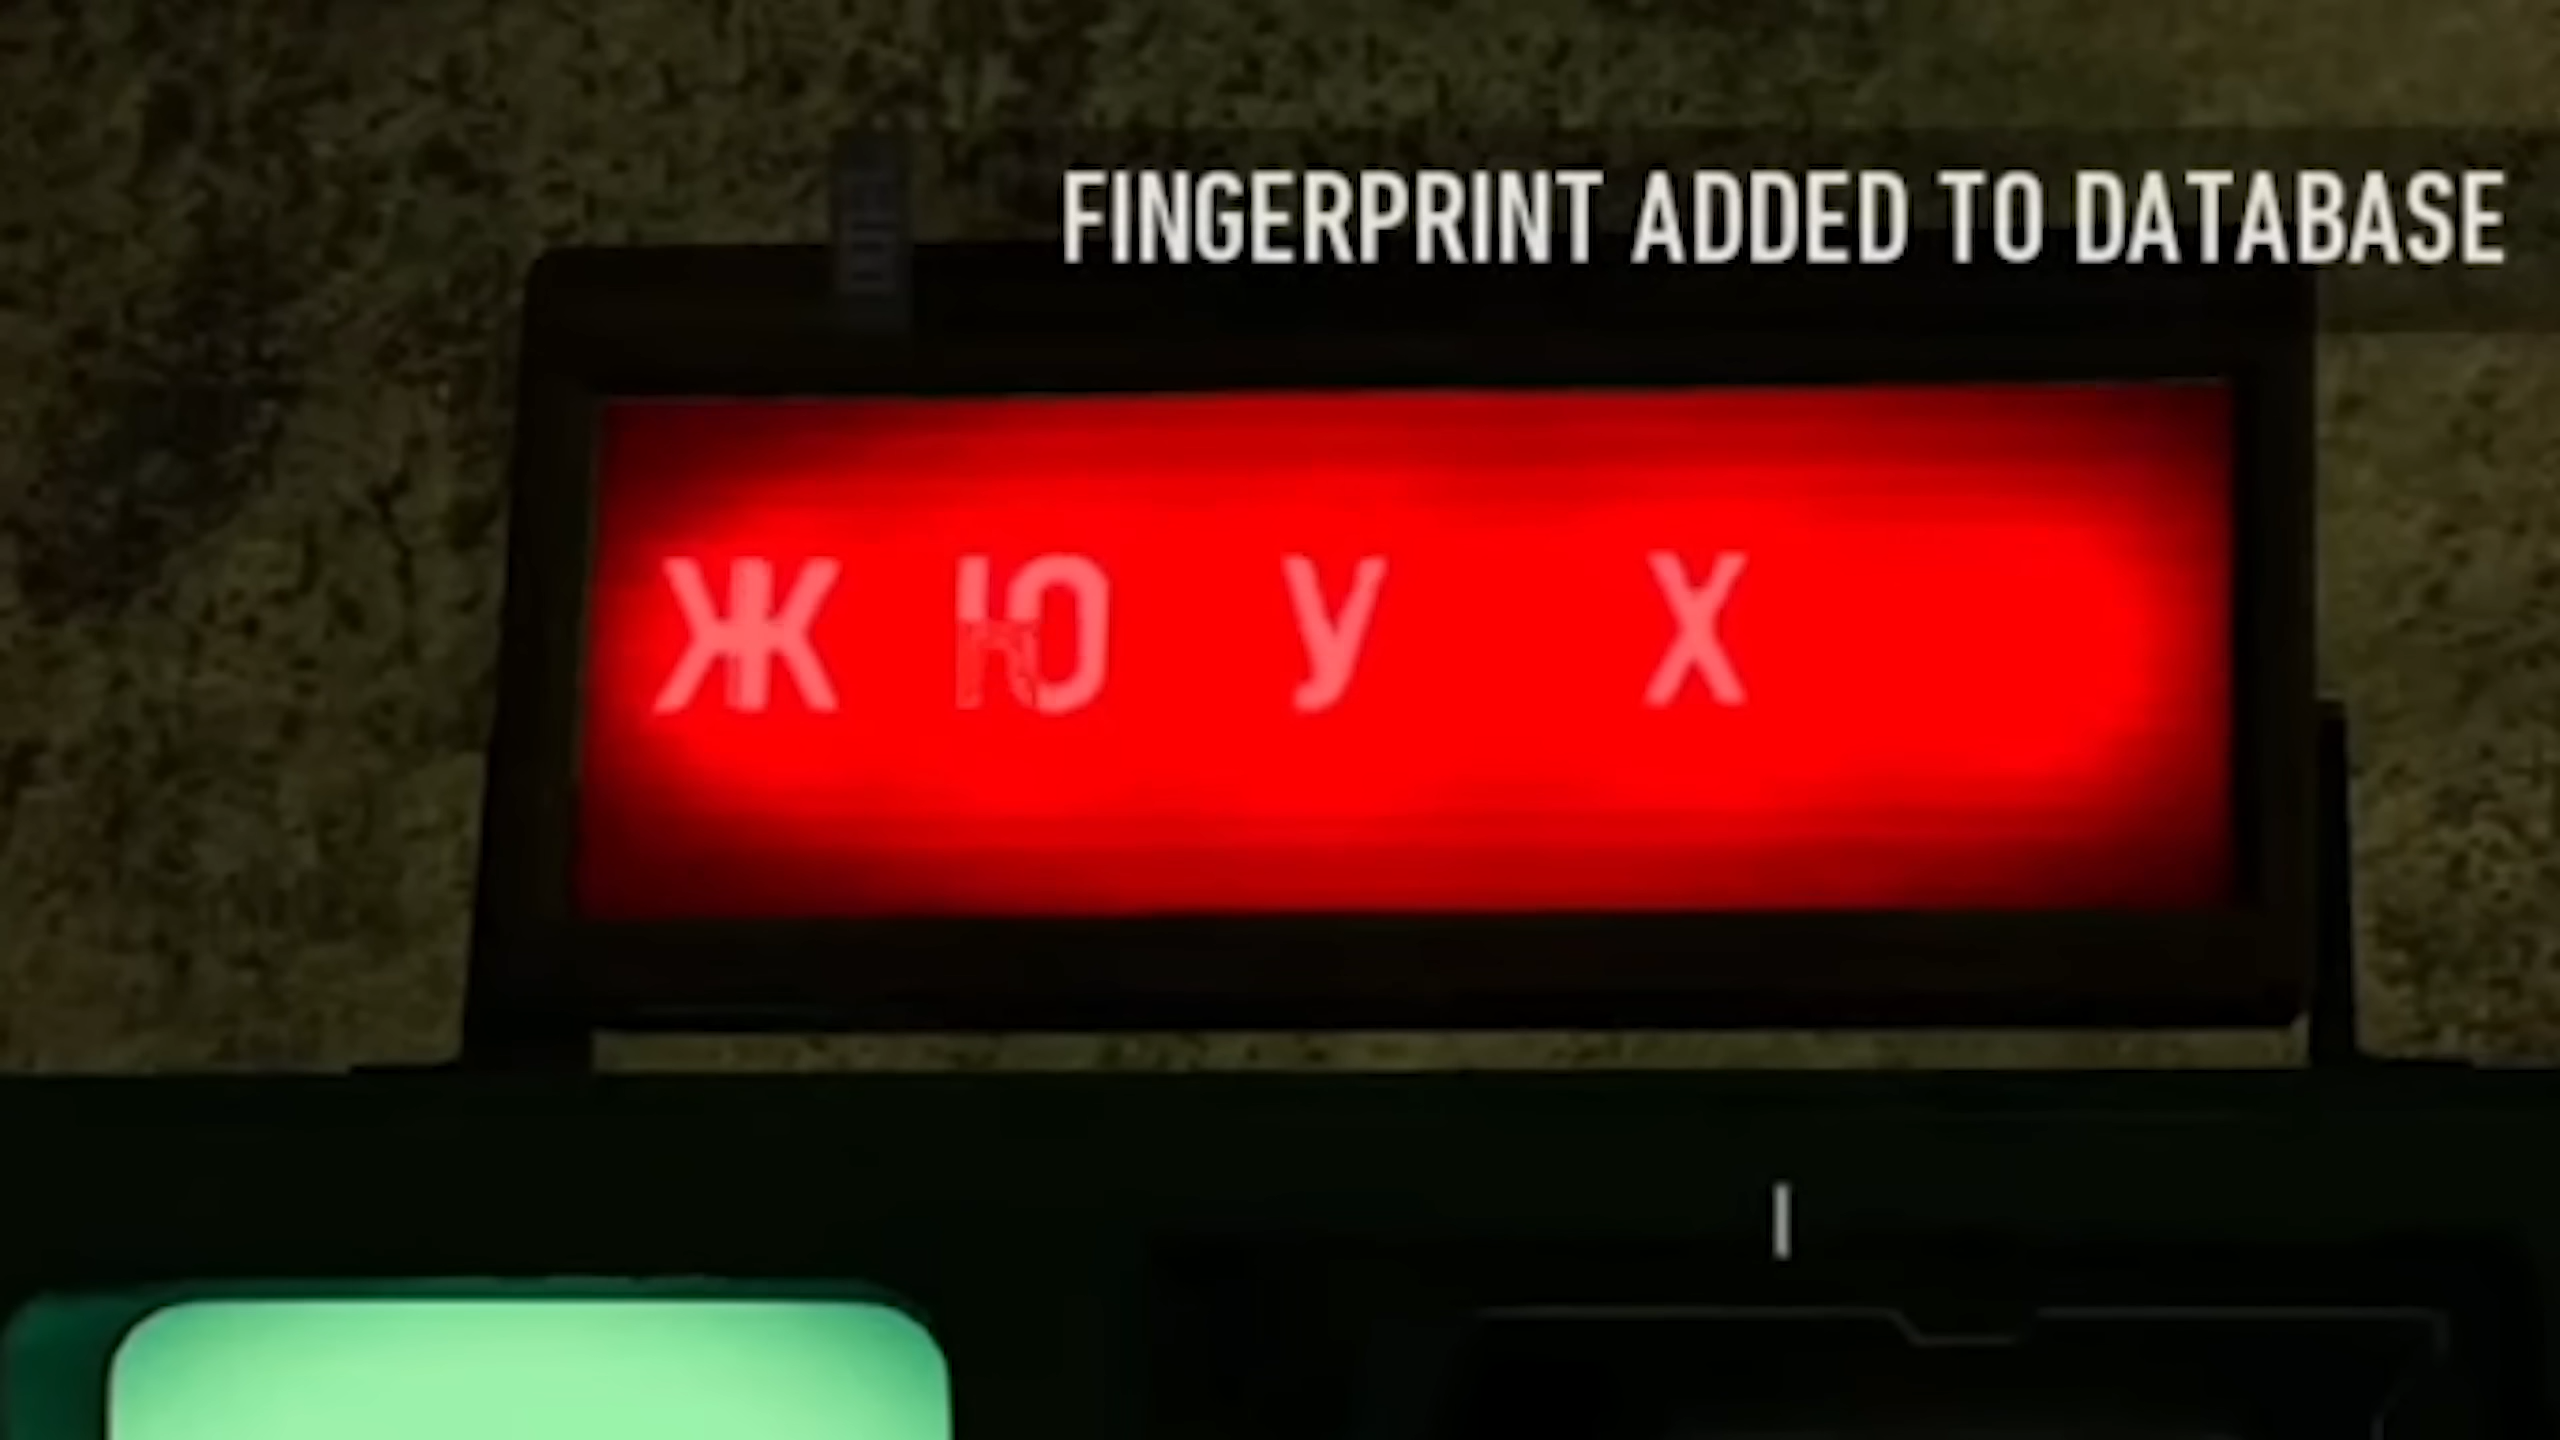 FINGERPRINT ADDED TO DATABASE
Ж Ю У Х